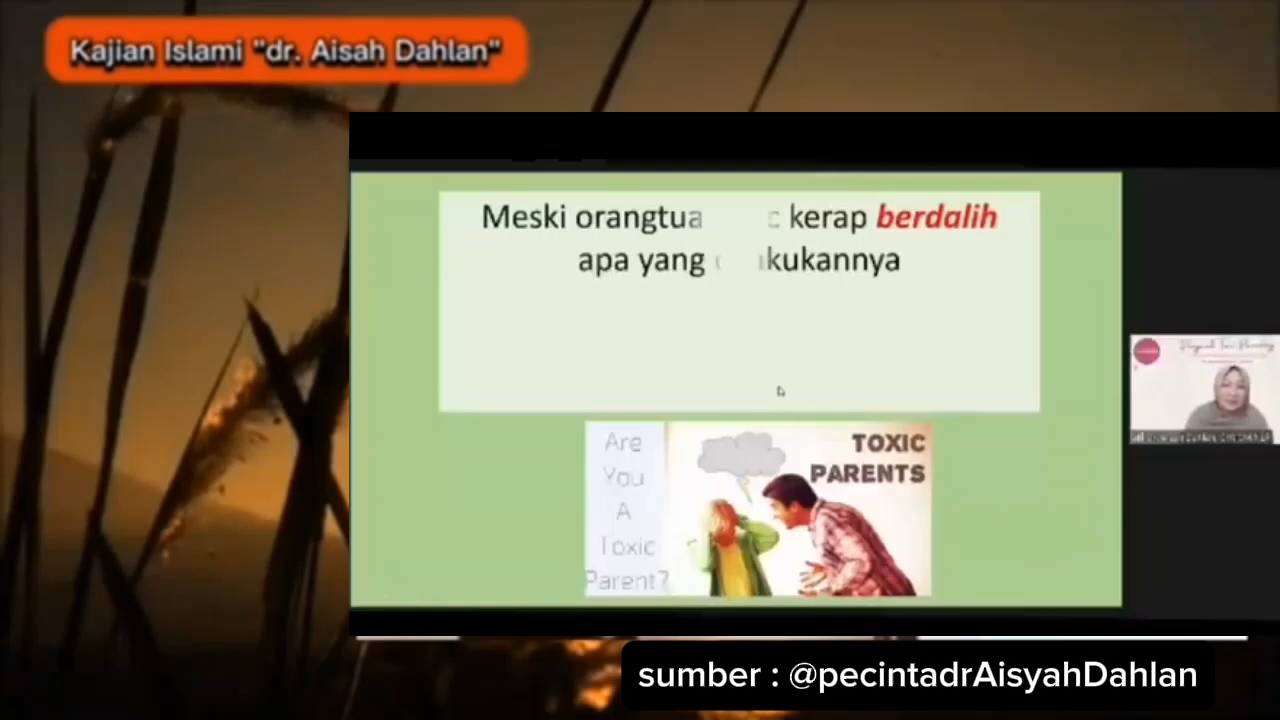 Kajian Islami "dr. Aisah Dahlan"
Meski orangtua kerap berdalih
apa yang
Are
You
A
Toxic
Parent?
TOXIC
PARENTS
sumber : @pecintadrAisyahDahlan